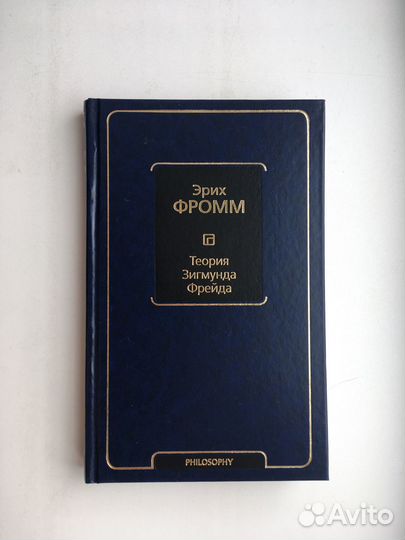 Эрих
ФРОММ
Теория
Зигмунда
Фрейда
PHILOSOPHY
Avito